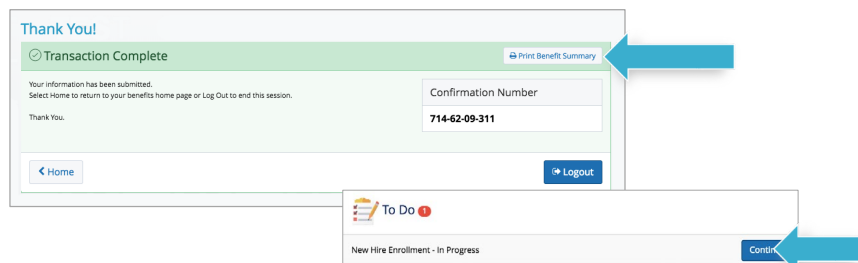 Thank You!
Transaction Complete
Print Benefit Summary
Your information has been submitted.
Select Home to return to your benefits home page or Log Out to end this session.
Thank You.
Confirmation Number
714-62-09-311
Home
Logout
To Do 1
New Hire Enrollment - In Progress